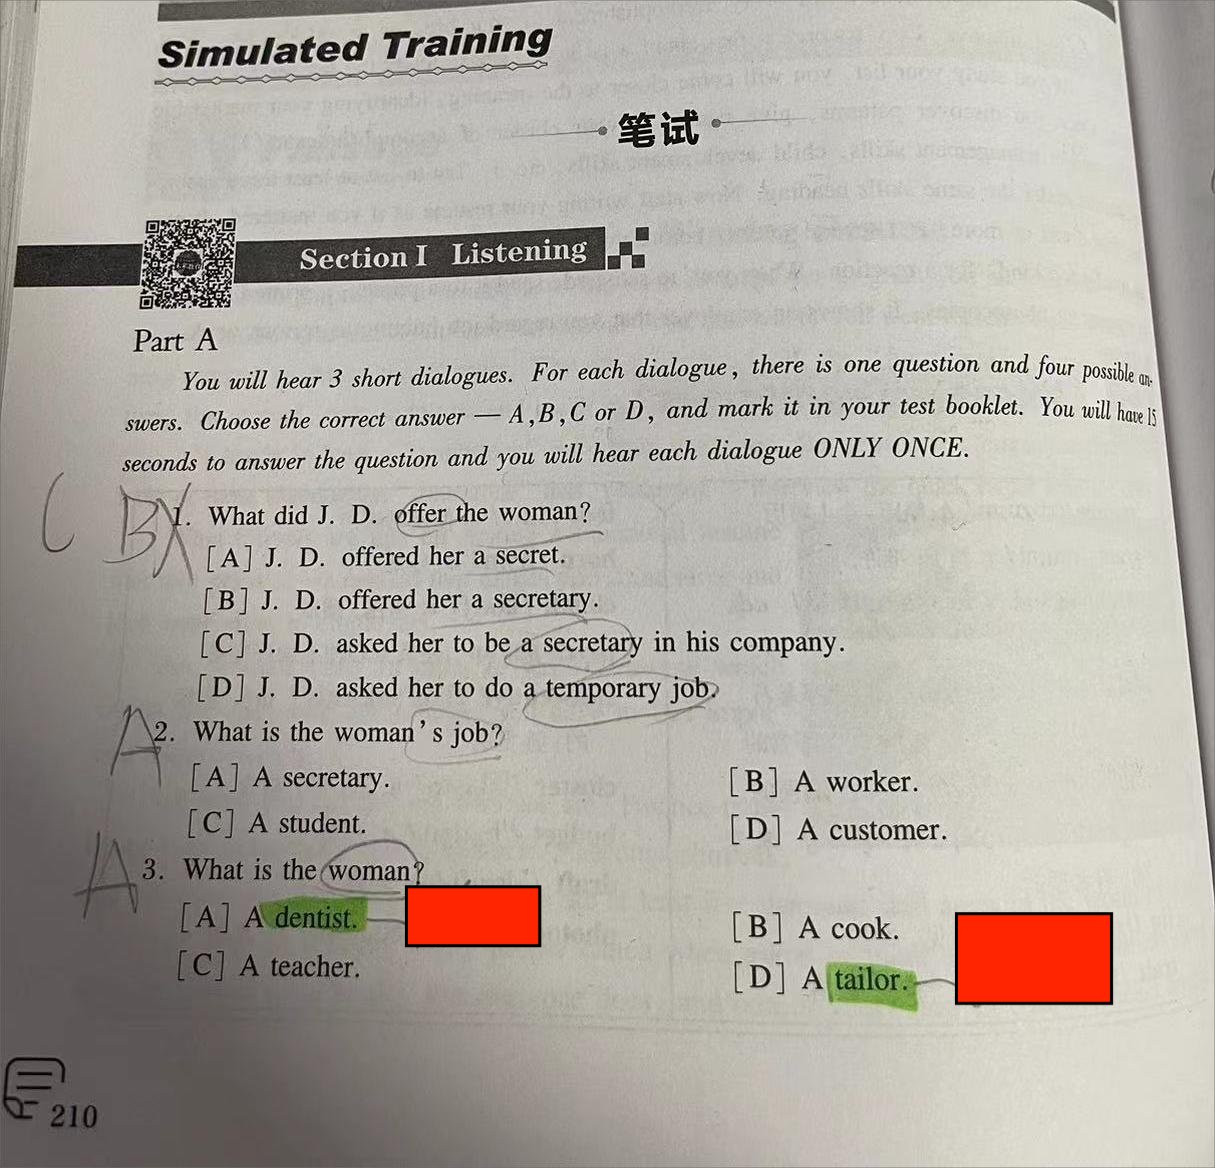 Simulated Training
笔试
Section I Listening
Part A
You will hear 3 short dialogues. For each dialogue, there is one question and four possible an-
swers. Choose the correct answer — A, B, C or D, and mark it in your test booklet. You will have 15
seconds to answer the question and you will hear each dialogue ONLY ONCE.
C B 1. What did J. D. offer the woman?
[A] J. D. offered her a secret.
[B] J. D. offered her a secretary.
[C] J. D. asked her to be a secretary in his company.
[D] J. D. asked her to do a temporary job.
A 2. What is the woman's job?
[A] A secretary. [B] A worker.
[C] A student. [D] A customer.
A 3. What is the woman?
[A] A dentist. [B] A cook.
[C] A teacher. [D] A tailor.
210